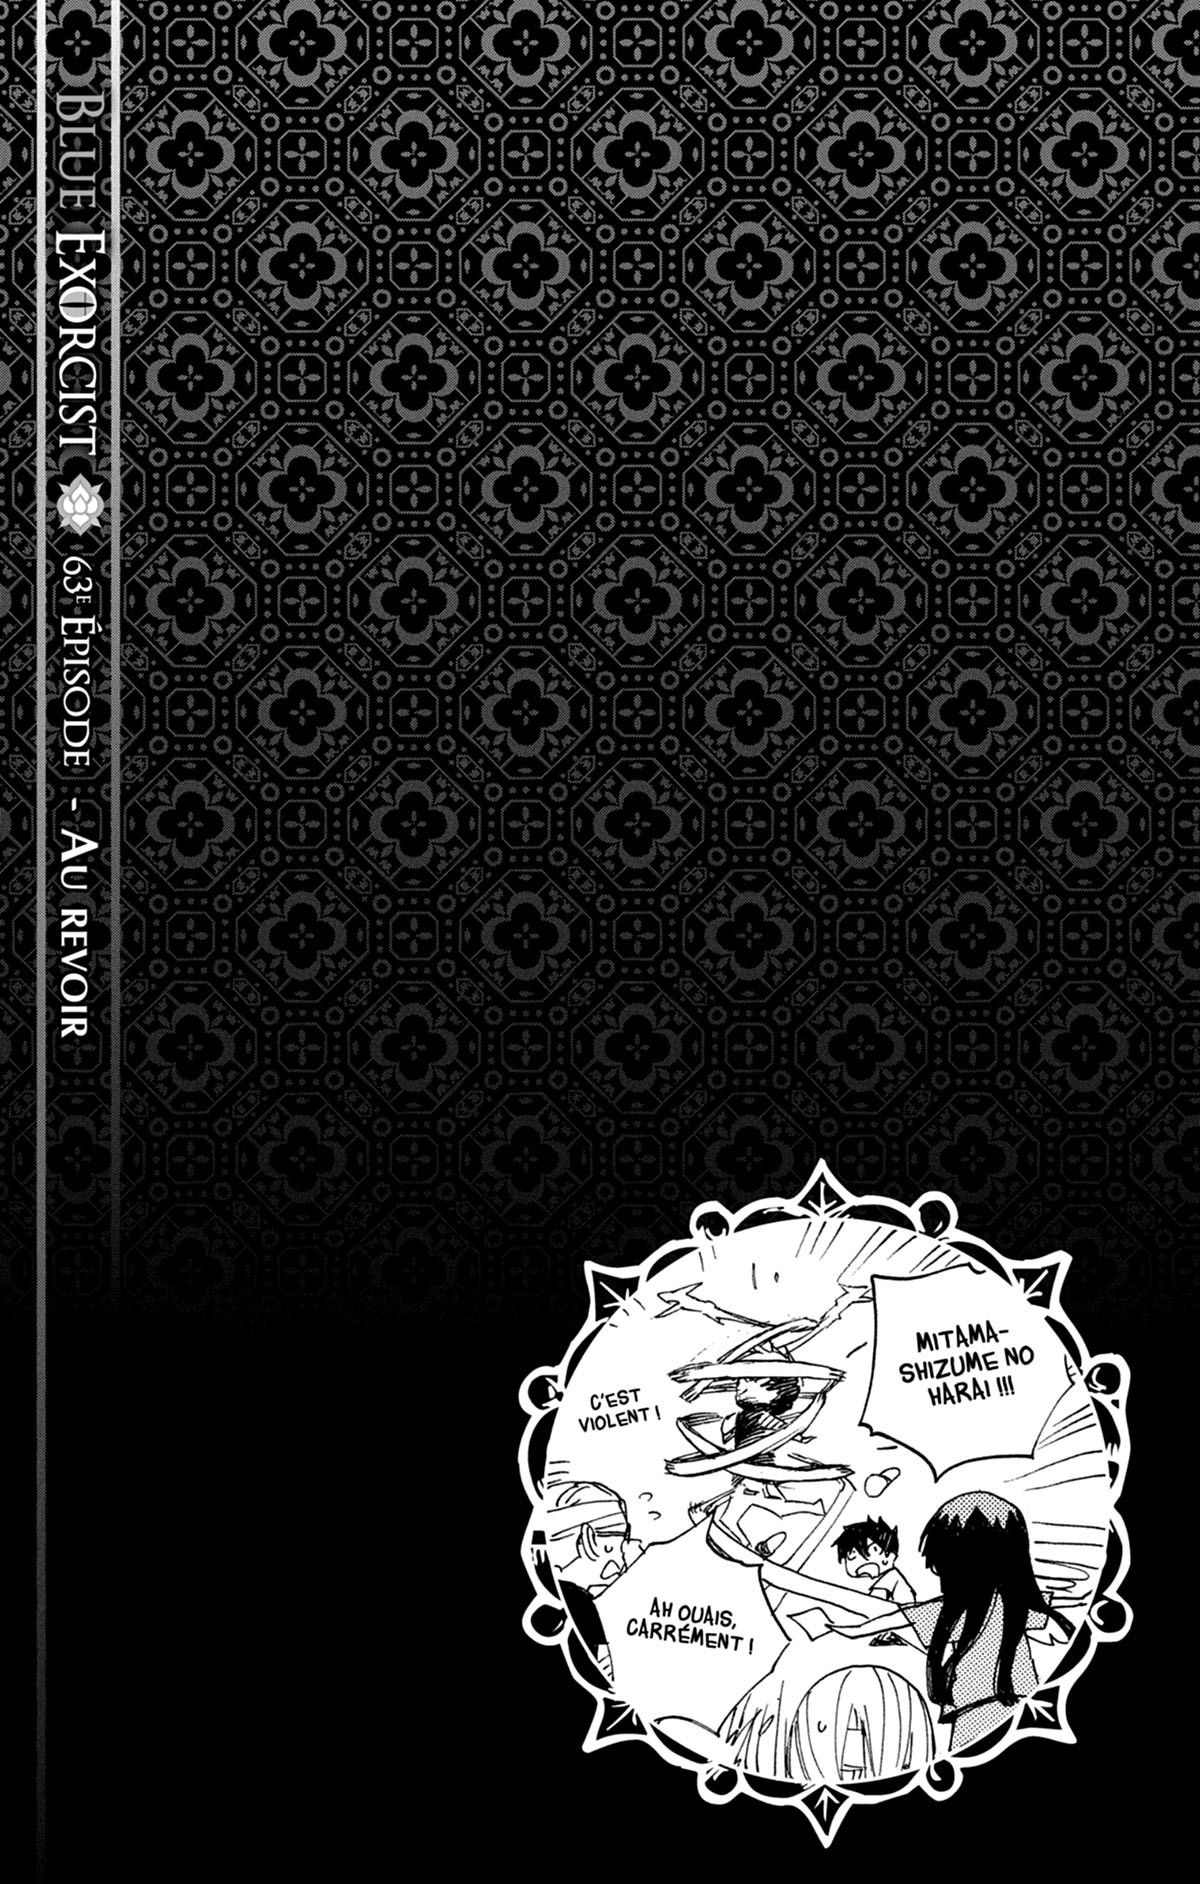 BLUE EXORCIST 63E ÉPISODE - AU REVOIR
MITAMA-
SHIZUME NO
HARAI !!!
C'EST
VIOLENT !
AH OUAIS,
CARRÉMENT !